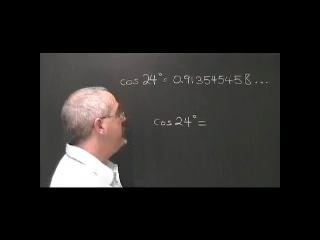 cos 24° = 0.913545458...
cos 24° =